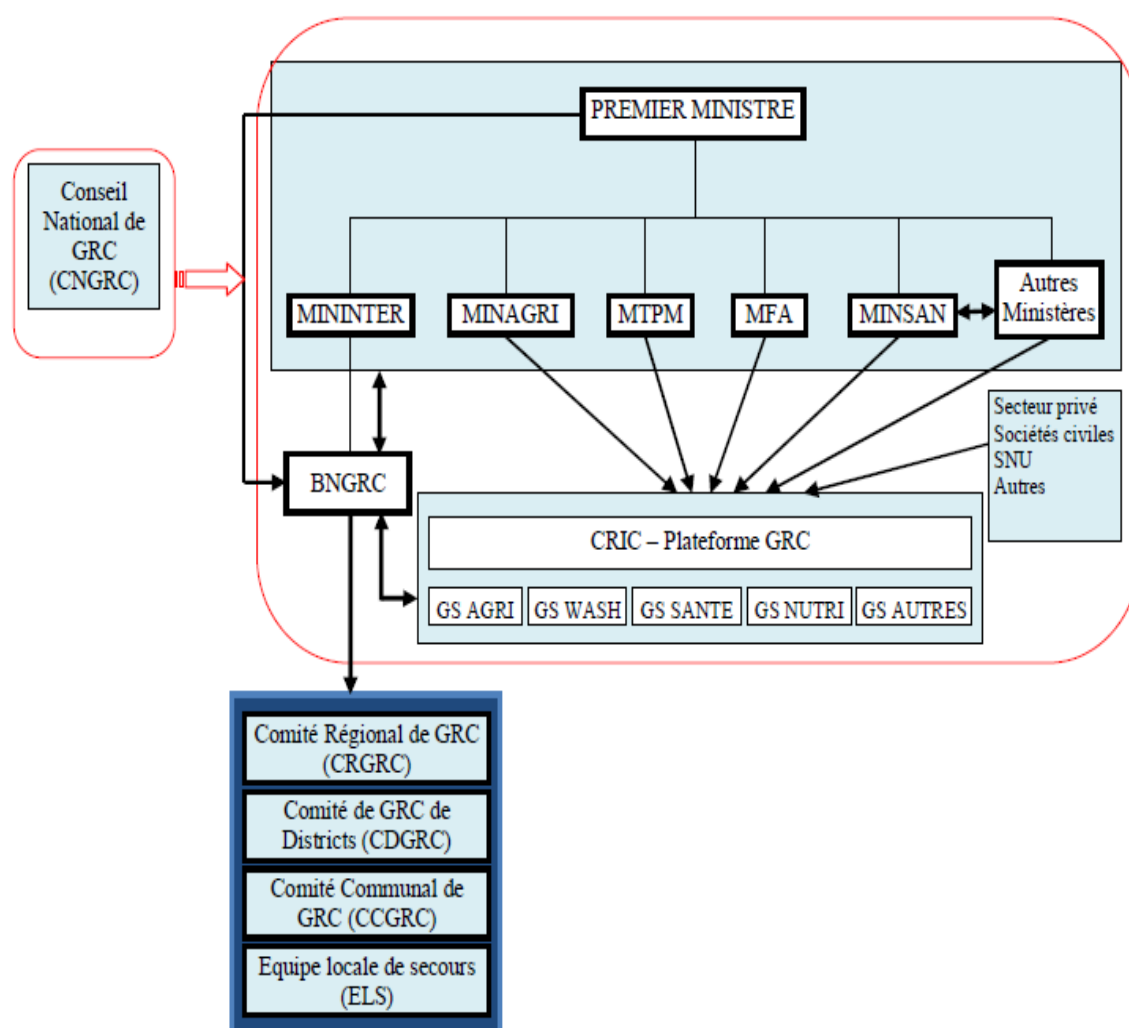 PREMIER MINISTRE
Conseil
National de
GRC
(CNGRC)
MININTER
MINAGRI
MTPM
MFA
MINSAN
Autres
Ministères
Secteur privé
Sociétés civiles
SNU
Autres
BNGRC
CRIC – Plateforme GRC
GS AGRI
GS WASH
GS SANTE
GS NUTRI
GS AUTRES
Comité Régional de GRC
(CRGRC)
Comité de GRC de
Districts (CDGRC)
Comité Communal de
GRC (CCGRC)
Equipe locale de secours
(ELS)